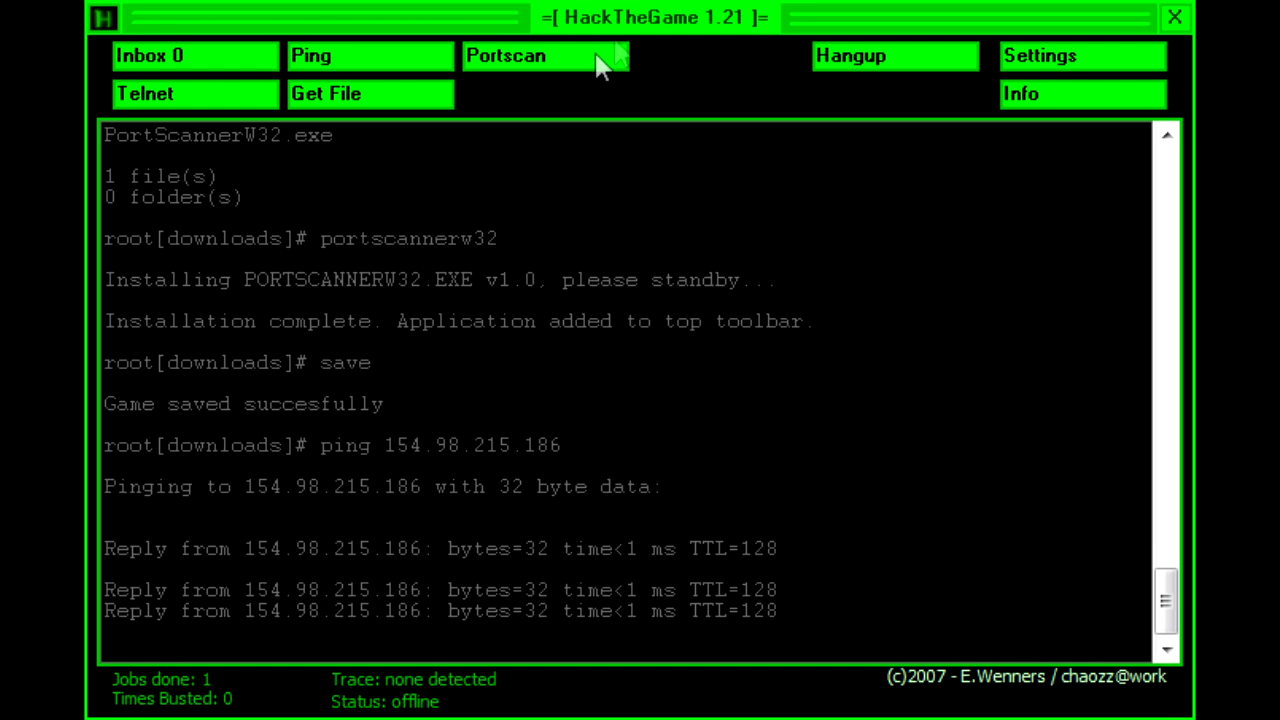 H
=[ HackTheGame 1.21 ]=
X
Inbox 0
Ping
Portscan
Hangup
Settings
Telnet
Get File
Info
PortScannerW32.exe
1 file(s)
0 folder(s)
root[downloads]# portscannerw32
Installing PORTSCANNERW32.EXE v1.0, please standby...
Installation complete. Application added to top toolbar.
root[downloads]# save
Game saved succesfully
root[downloads]# ping 154.98.215.186
Pinging to 154.98.215.186 with 32 byte data:
Reply from 154.98.215.186: bytes=32 time<1 ms TTL=128
Reply from 154.98.215.186: bytes=32 time<1 ms TTL=128
Reply from 154.98.215.186: bytes=32 time<1 ms TTL=128
Jobs done: 1
Trace: none detected
(c)2007 - E.Wenners / chaozz@work
Times Busted: 0
Status: offline